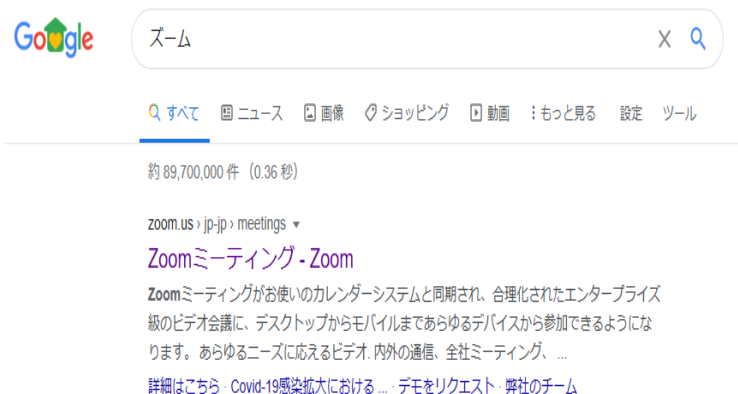 Google
ズーム
すべて ニュース 画像 ショッピング 動画 もっと見る 設定 ツール
約 89,700,000 件 （0.36 秒）
zoom.us › jp-jp › meetings
Zoomミーティング - Zoom
Zoomミーティングがお使いのカレンダーシステムと同期され、合理化されたエンタープライズ
級のビデオ会議に、デスクトップからモバイルまであらゆるデバイスから参加できるようにな
ります。あらゆるニーズに応えるビデオ. 内外の通信、全社ミーティング、 ...
詳細はこちら · Covid-19感染拡大における ... · デモをリクエスト · 弊社のチーム